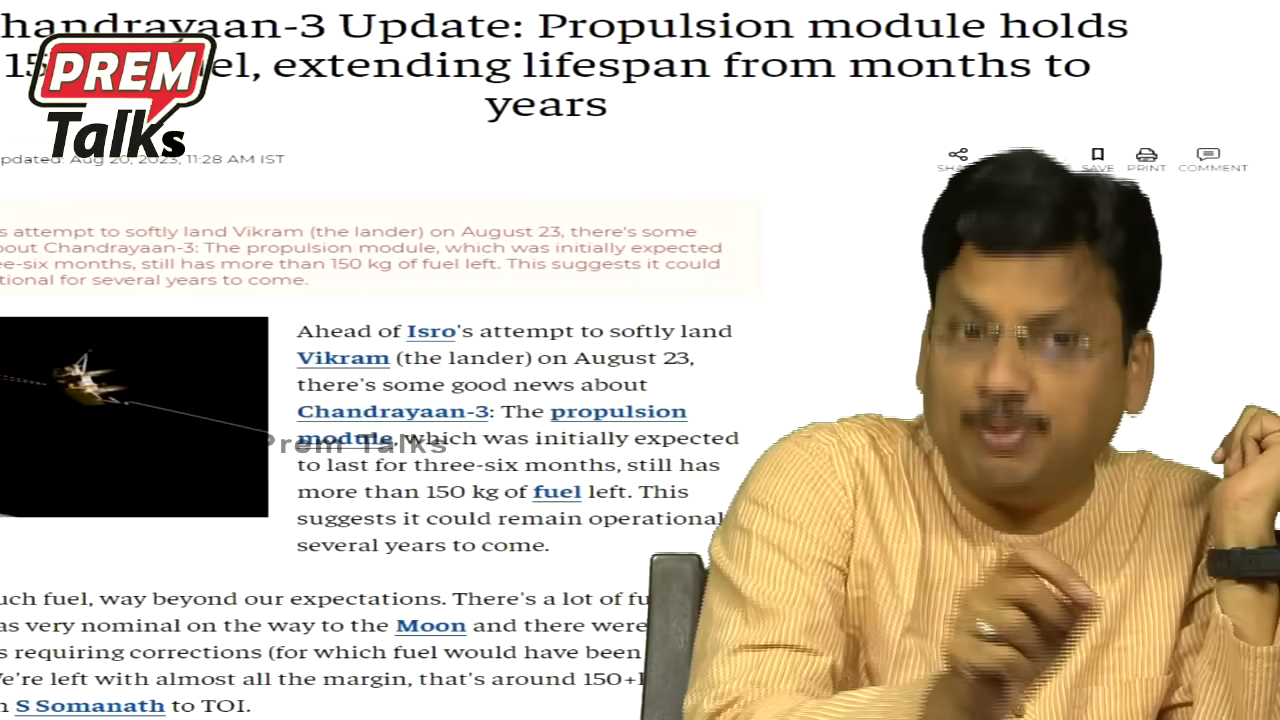 handrayaan-3 Update: Propulsion module holds
el, extending lifespan from months to
years
PREM
Talks
pdated: Aug 20, 2023, 11:28 AM IST
SAVE PRINT COMMENT
s attempt to softly land Vikram (the lander) on August 23, there's some
bout Chandrayaan-3: The propulsion module, which was initially expected
ee-six months, still has more than 150 kg of fuel left. This suggests it could
tional for several years to come.
Ahead of Isro's attempt to softly land
Vikram (the lander) on August 23,
there's some good news about
Chandrayaan-3: The propulsion
module, which was initially expected
Prem Talks
to last for three-six months, still has
more than 150 kg of fuel left. This
suggests it could remain operational
several years to come.
uch fuel, way beyond our expectations. There's a lot of fu
as very nominal on the way to the Moon and there were
s requiring corrections (for which fuel would have been
We're left with almost all the margin, that's around 150+
n S Somanath to TOI.